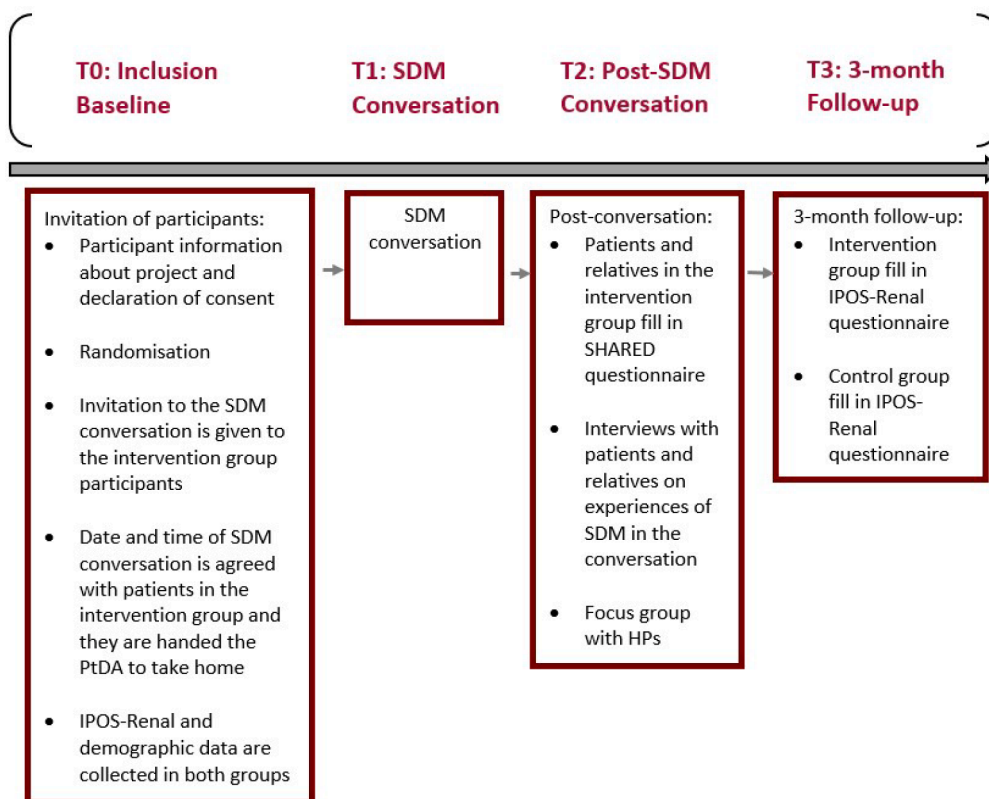 T0: Inclusion
Baseline
T1: SDM
Conversation
T2: Post-SDM
Conversation
T3: 3-month
Follow-up
Invitation of participants:
• Participant information
about project and
declaration of consent
• Randomisation
• Invitation to the SDM
conversation is given to
the intervention group
participants
• Date and time of SDM
conversation is agreed
with patients in the
intervention group and
they are handed the
PtDA to take home
• IPOS-Renal and
demographic data are
collected in both groups
SDM
conversation
Post-conversation:
• Patients and
relatives in the
intervention
group fill in
SHARED
questionnaire
• Interviews with
patients and
relatives on
experiences of
SDM in the
conversation
• Focus group
with HPs
3-month follow-up:
• Intervention
group fill in
IPOS-Renal
questionnaire
• Control group
fill in IPOS-
Renal
questionnaire